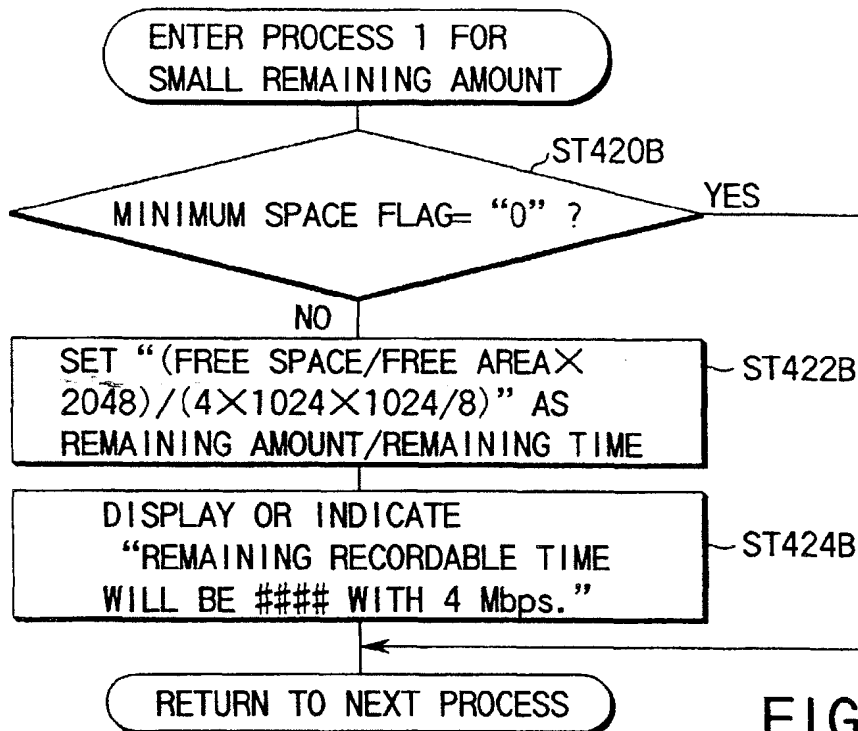 ENTER PROCESS 1 FOR
SMALL REMAINING AMOUNT
ST420B
MINIMUM SPACE FLAG= “0” ?
YES
NO
SET “(FREE SPACE/FREE AREA×
2048)/(4×1024×1024/8)” AS
REMAINING AMOUNT/REMAINING TIME
ST422B
DISPLAY OR INDICATE
“REMAINING RECORDABLE TIME
WILL BE #### WITH 4 Mbps.”
ST424B
RETURN TO NEXT PROCESS
FIG